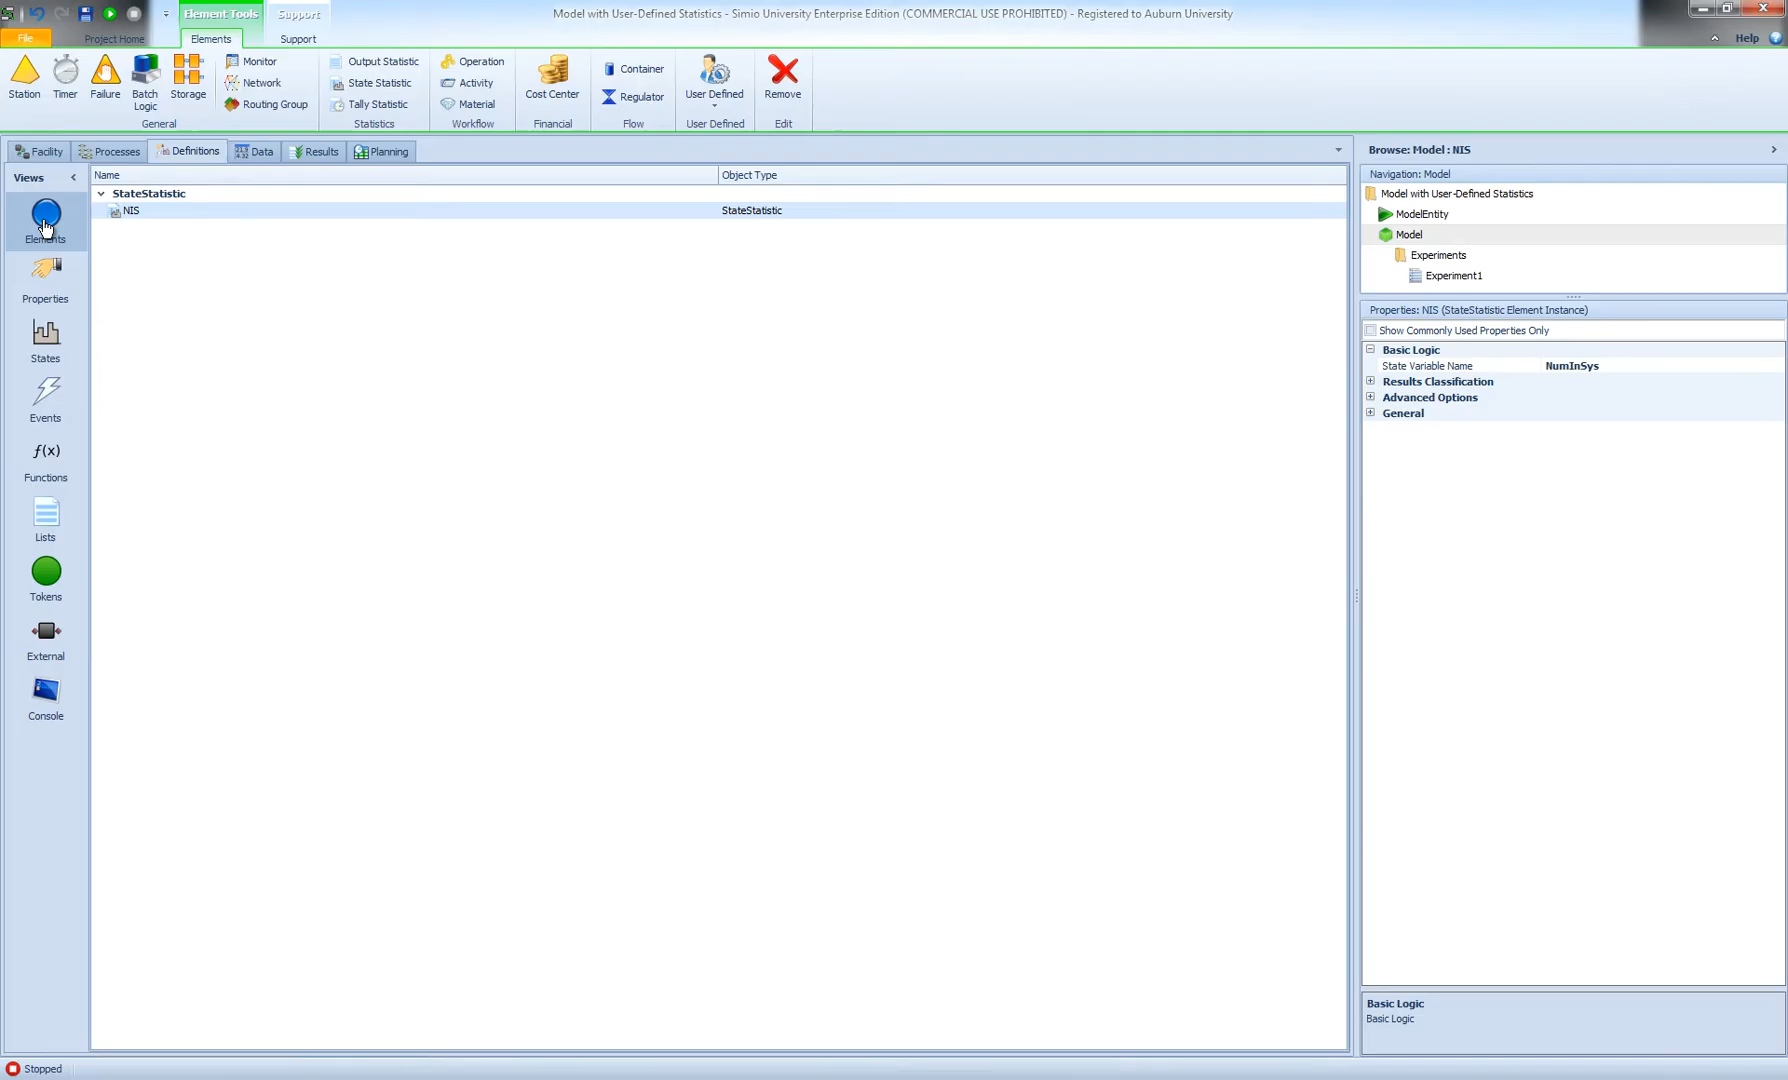 Element Tools Support Model with User-Defined Statistics - Simio University Enterprise Edition (COMMERCIAL USE PROHIBITED) - Registered to Auburn University
File Project Home Elements Support Help
Station Timer Failure Batch Logic Storage
Monitor
Network
Routing Group
General
Output Statistic
State Statistic
Tally Statistic
Statistics
Operation
Activity
Material
Workflow
Cost Center
Financial
Container
Regulator
Flow
User Defined
User Defined
Remove
Edit
Facility Processes Definitions Data Results Planning
Views
Elements
Properties
States
Events
f(x)
Functions
Lists
Tokens
External
Console
Name Object Type
StateStatistic
NIS StateStatistic
Browse: Model : NIS
Navigation: Model
Model with User-Defined Statistics
ModelEntity
Model
Experiments
Experiment1
Properties: NIS (StateStatistic Element Instance)
Show Commonly Used Properties Only
Basic Logic
State Variable Name NumInSys
Results Classification
Advanced Options
General
Basic Logic
Basic Logic
Stopped